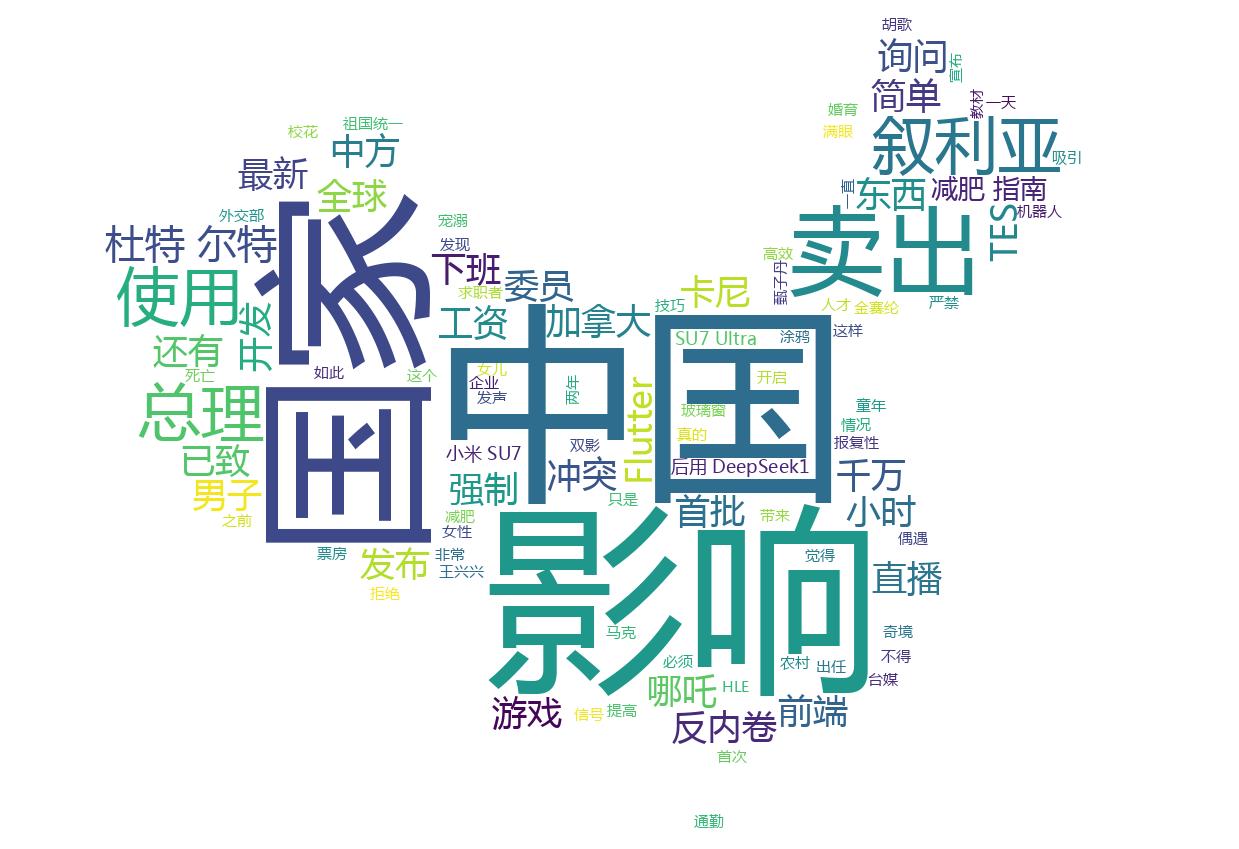 胡歌
询问
宣布
简单
教材
一天
婚育
满眼
叙利亚
吸引
校花
祖国统一
中方
最新
全球
一直
东西
减肥 指南
机器人
外交部
宠溺
杜特 尔特
发现
国家
卖出
TES
高效
甄子丹
下班
求职者
委员
卡尼
技巧
人才
金赛纶
严禁
使用
开发
工资
加拿大
中国
SU7 Ultra
涂鸦
这样
还有
死亡
如此
这个
女儿
企业
发声
两年
Flutter
开启
玻璃窗
真的
童年
情况
报复性
总理
已致
小米 SU7
双影
冲突
后用 DeepSeek1
千万
男子
之前
强制
只是
首批
带来
小时
减肥
女性
偶遇
票房
发布
非常
王兴兴
拒绝
影响
觉得
直播
马克
必须
农村
出任
奇境
不得
台媒
哪吒
HLE
游戏
信号
提高
反内卷
前端
首次
通勤